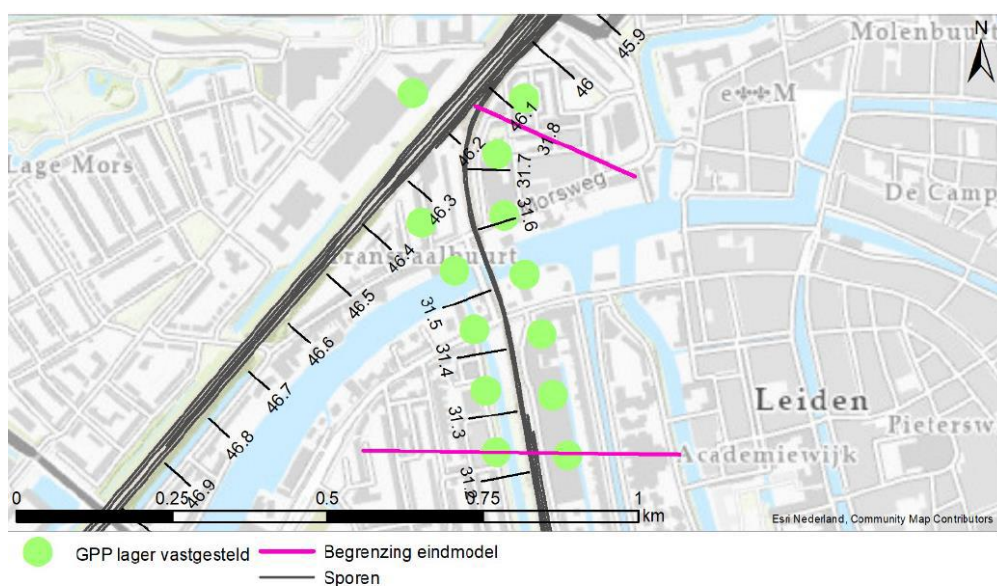 Molenbuurt
N
45.9
46
46.1
31.8
Lage Mors
46.2
31.7
De Camp
46.3
Morsweg
31.6
46.4
Transvaalbuurt
46.5
31.5
46.6
31.4
46.7
Leiden
46.8
31.3
Pietersw
Academiewijk
46.9
31.2
0 0.25 0.5 0.75 1
km
Esri Nederland, Community Map Contributors
GPP lager vastgesteld
Begrenzing eindmodel
Sporen